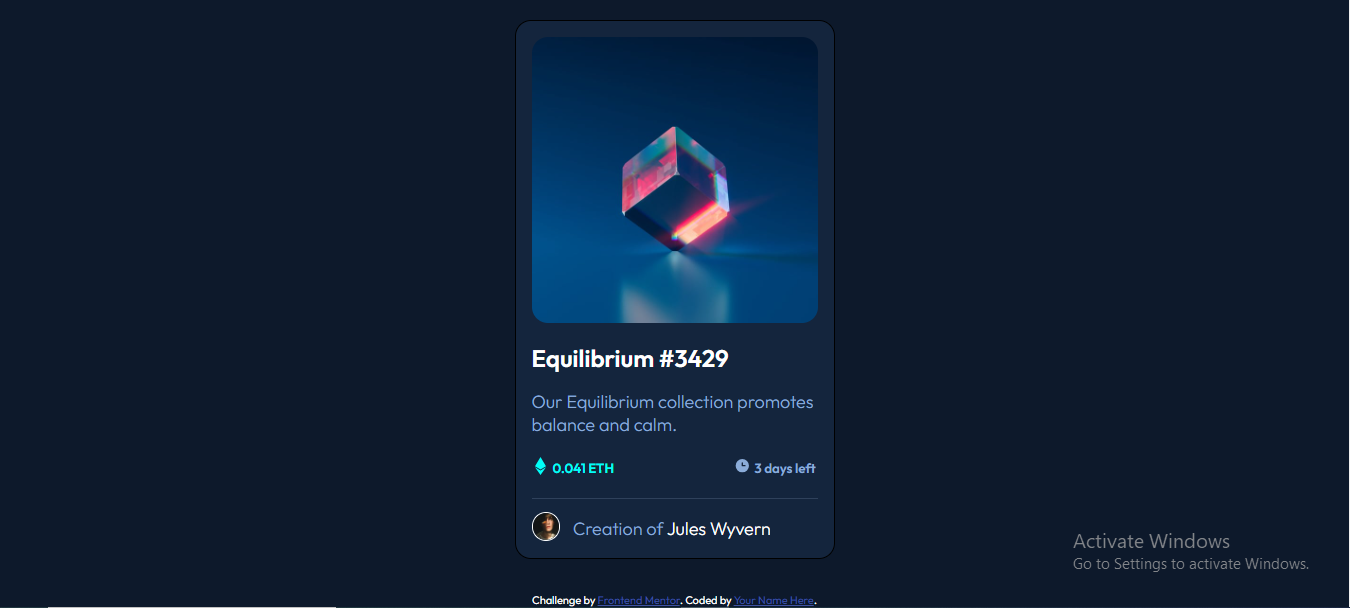 Equilibrium #3429
Our Equilibrium collection promotes
balance and calm.
0.041 ETH
3 days left
Creation of Jules Wyvern
Activate Windows
Go to Settings to activate Windows.
Challenge by Frontend Mentor. Coded by Your Name Here.